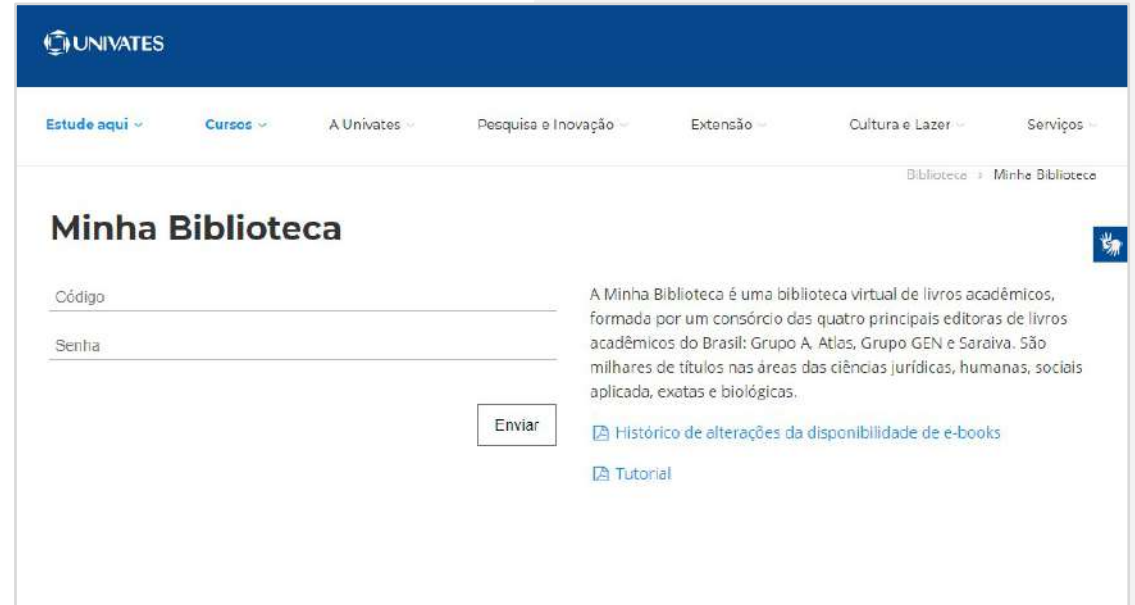 UNIVATES
Estude aqui Cursos A Univates Pesquisa e Inovação Extensão Cultura e Lazer Serviços
Biblioteca › Minha Biblioteca
Minha Biblioteca
Código
Senha
Enviar
A Minha Biblioteca é uma biblioteca virtual de livros acadêmicos,
formada por um consórcio das quatro principais editoras de livros
acadêmicos do Brasil: Grupo A, Atlas, Grupo GEN e Saraiva. São
milhares de títulos nas áreas das ciências jurídicas, humanas, sociais
aplicada, exatas e biológicas.
Histórico de alterações da disponibilidade de e-books
Tutorial